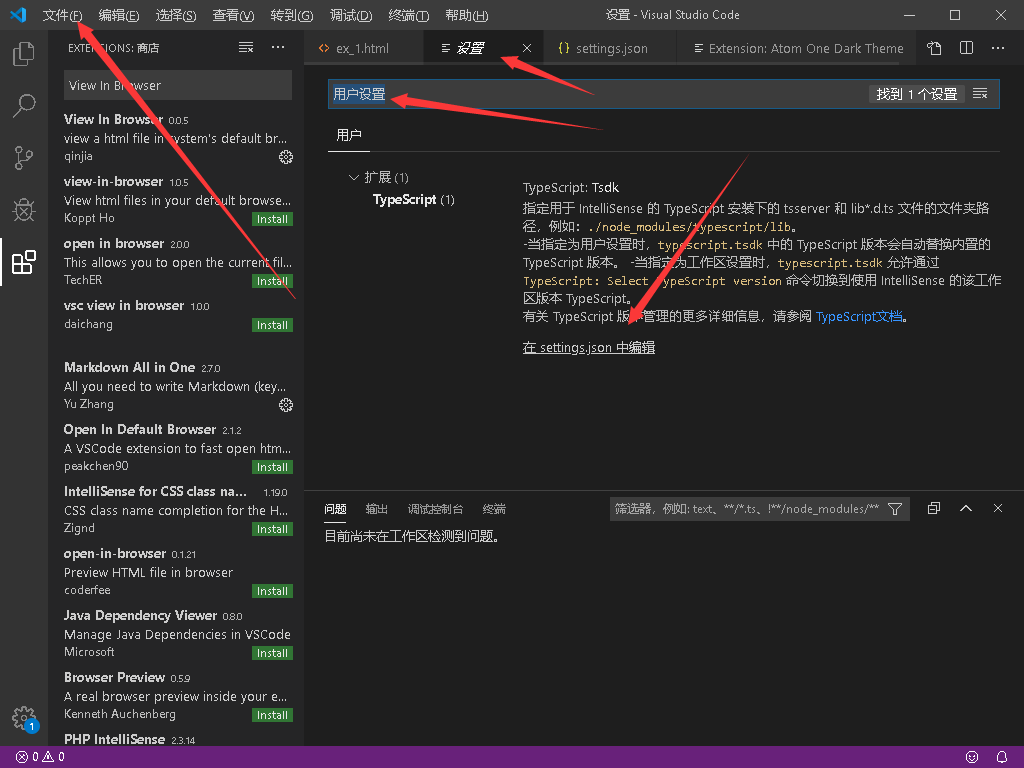 文件(F) 编辑(E) 选择(S) 查看(V) 转到(G) 调试(D) 终端(T) 帮助(H) 设置 - Visual Studio Code
EXTENSIONS: 商店
ex_1.html 设置 settings.json Extension: Atom One Dark Theme
View In Browser
View In Browser 0.0.5
view a html file in system's default br...
qinjia
view-in-browser 1.0.5
View html files in your default browse...
Koppt Ho Install
open in browser 2.0.0
This allows you to open the current fil...
TechER Install
vsc view in browser 1.0.0
daichang Install
Markdown All in One 2.7.0
All you need to write Markdown (key...
Yu Zhang
Open In Default Browser 2.1.2
A VSCode extension to fast open htm...
peakchen90 Install
IntelliSense for CSS class na... 1.19.0
CSS class name completion for the H...
Zignd Install
open-in-browser 0.1.21
Preview HTML file in browser
coderfee Install
Java Dependency Viewer 0.8.0
Manage Java Dependencies in VSCode
Microsoft Install
Browser Preview 0.5.9
A real browser preview inside your e...
Kenneth Auchenberg Install
PHP IntelliSense 2.3.14
用户设置 找到 1 个设置
用户
扩展 (1)
TypeScript (1)
TypeScript: Tsdk
指定用于 IntelliSense 的 TypeScript 安装下的 tsserver 和 lib*.d.ts 文件的文件夹路
径，例如: ./node_modules/typescript/lib。
-当指定为用户设置时，typescript.tsdk 中的 TypeScript 版本会自动替换内置的
TypeScript 版本。 -当指定为工作区设置时，typescript.tsdk 允许通过
TypeScript: Select TypeScript version 命令切换到使用 IntelliSense 的该工作
区版本 TypeScript。
有关 TypeScript 版本管理的更多详细信息，请参阅 TypeScript文档。
在 settings.json 中编辑
问题 输出 调试控制台 终端 筛选器，例如: text、**/*.ts、!**/node_modules/**
目前尚未在工作区检测到问题。
1
0 0